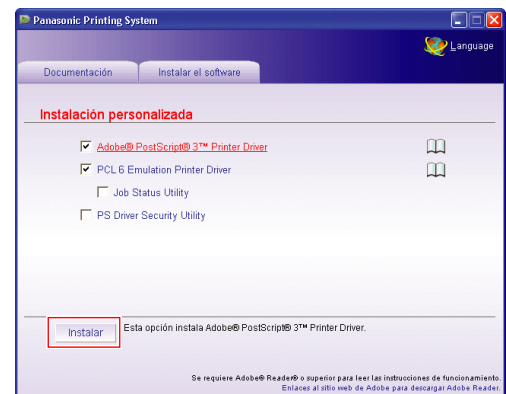 Panasonic Printing System
Language
Documentación
Instalar el software
Instalación personalizada
Adobe® PostScript® 3™ Printer Driver
PCL 6 Emulation Printer Driver
Job Status Utility
PS Driver Security Utility
Instalar
Esta opción instala Adobe® PostScript® 3™ Printer Driver.
Se requiere Adobe® Reader® o superior para leer las instrucciones de funcionamiento.
Enlaces al sitio web de Adobe para descargar Adobe Reader.